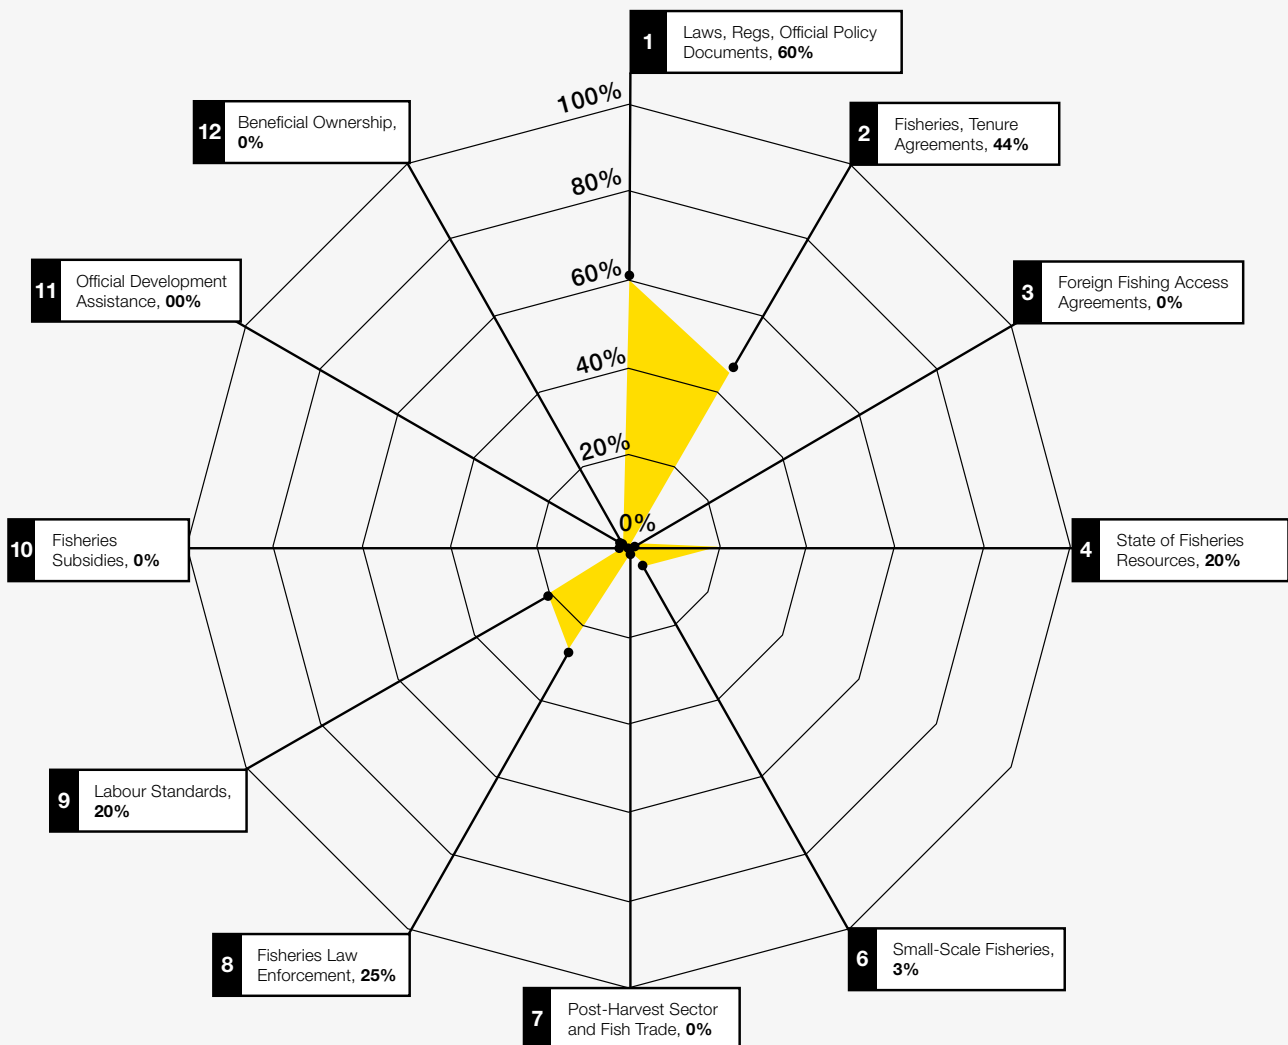 1
Laws, Regs, Official Policy
Documents, 60%
2
Fisheries, Tenure
Agreements, 44%
3
Foreign Fishing Access
Agreements, 0%
4
State of Fisheries
Resources, 20%
6
Small-Scale Fisheries,
3%
7
Post-Harvest Sector
and Fish Trade, 0%
8
Fisheries Law
Enforcement, 25%
9
Labour Standards,
20%
10
Fisheries
Subsidies, 0%
11
Official Development
Assistance, 00%
12
Beneficial Ownership,
0%
100%
80%
60%
40%
20%
0%